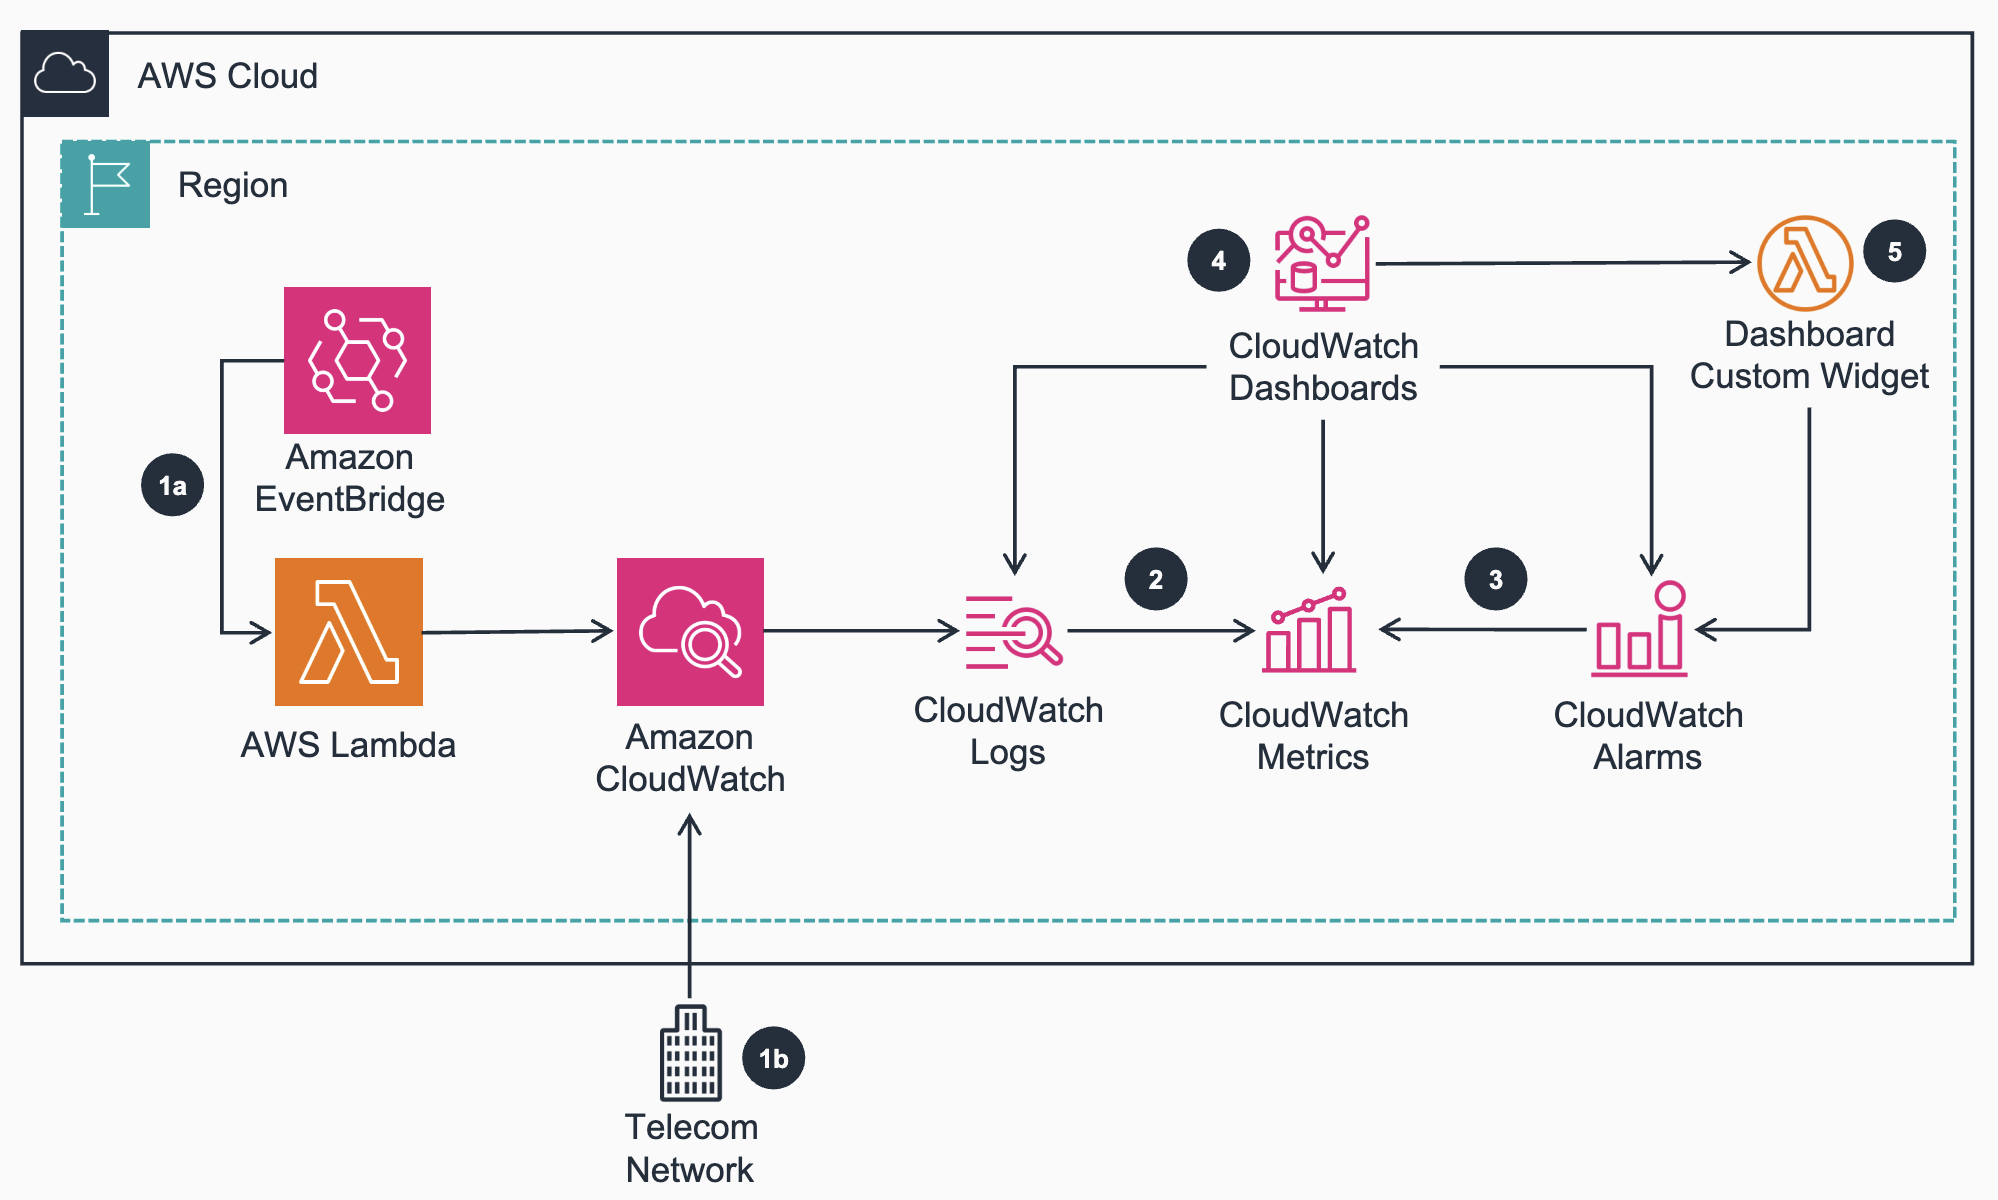 AWS Cloud
Region
4
5
CloudWatch
Dashboards
Dashboard
Custom Widget
1a
Amazon
EventBridge
2
3
AWS Lambda
Amazon
CloudWatch
CloudWatch
Logs
CloudWatch
Metrics
CloudWatch
Alarms
1b
Telecom
Network